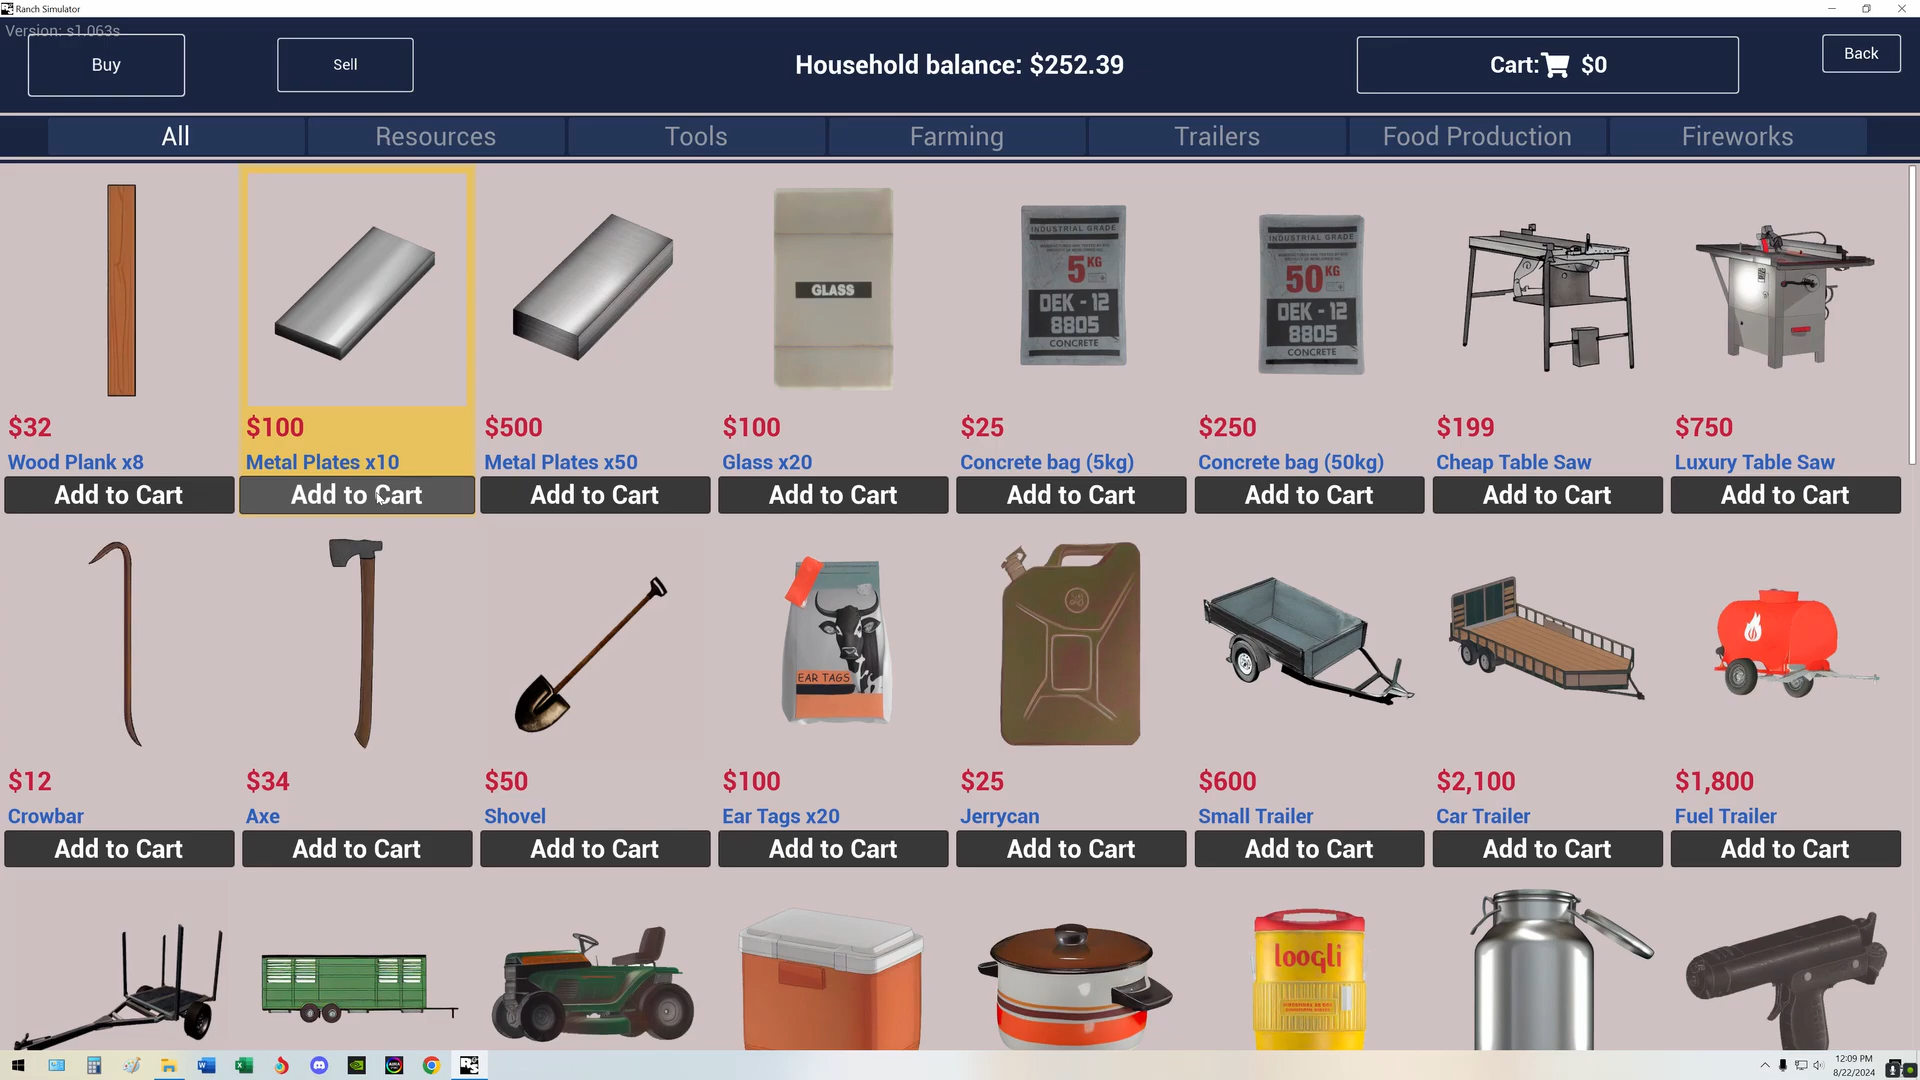 Ranch Simulator
Version: s1.063s
Buy
Sell
Household balance: $252.39
Cart: $0
Back
All
Resources
Tools
Farming
Trailers
Food Production
Fireworks
GLASS
INDUSTRIAL GRADE
5KG
DEK - 12
8805
CONCRETE
INDUSTRIAL GRADE
50KG
DEK - 12
8805
CONCRETE
$32
$100
$500
$100
$25
$250
$199
$750
Wood Plank x8
Metal Plates x10
Metal Plates x50
Glass x20
Concrete bag (5kg)
Concrete bag (50kg)
Cheap Table Saw
Luxury Table Saw
Add to Cart
Add to Cart
Add to Cart
Add to Cart
Add to Cart
Add to Cart
Add to Cart
Add to Cart
EAR TAGS
$12
$34
$50
$100
$25
$600
$2,100
$1,800
Crowbar
Axe
Shovel
Ear Tags x20
Jerrycan
Small Trailer
Car Trailer
Fuel Trailer
Add to Cart
Add to Cart
Add to Cart
Add to Cart
Add to Cart
Add to Cart
Add to Cart
Add to Cart
loogli
12:09 PM
8/22/2024